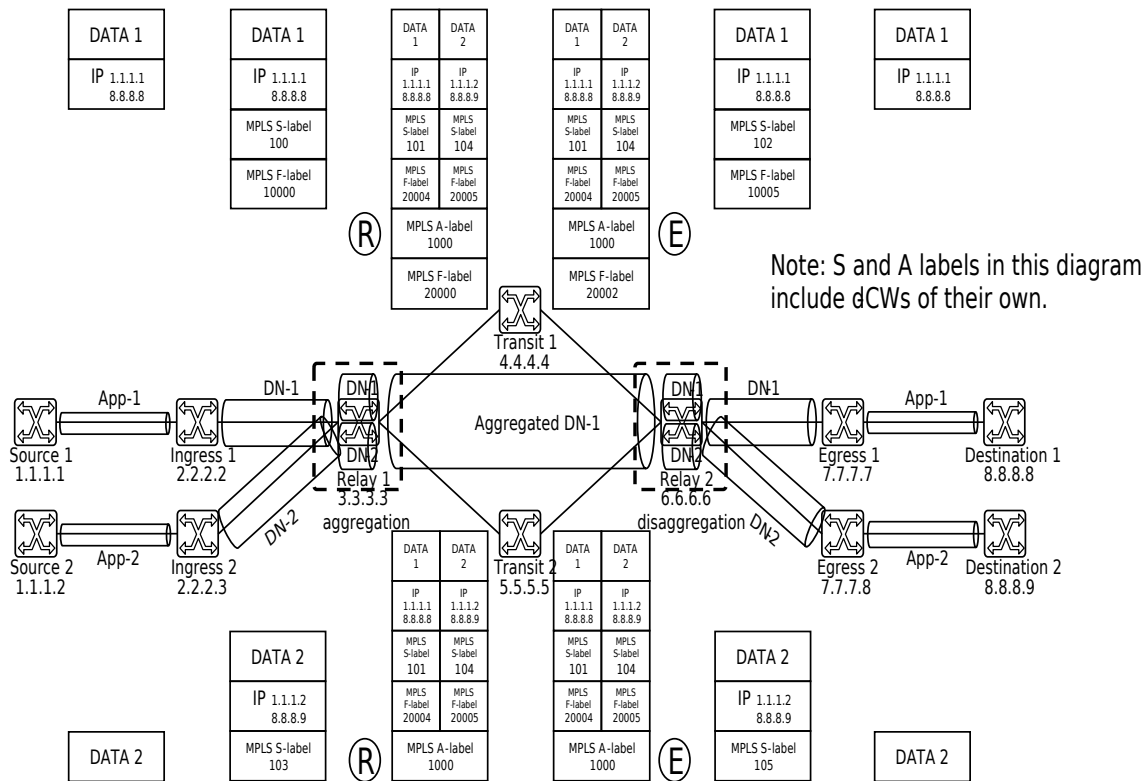 DATA 1
IP 1.1.1.1
8.8.8.8
DATA 1
IP 1.1.1.1
8.8.8.8
MPLS S-label
100
MPLS F-label
10000
DATA
1
DATA
2
IP
1.1.1.1
8.8.8.8
IP
1.1.1.2
8.8.8.9
MPLS
S-label
101
MPLS
S-label
104
MPLS
F-label
20004
MPLS
F-label
20005
MPLS A-label
1000
MPLS F-label
20000
R
DATA
1
DATA
2
IP
1.1.1.1
8.8.8.8
IP
1.1.1.2
8.8.8.9
MPLS
S-label
101
MPLS
S-label
104
MPLS
F-label
20004
MPLS
F-label
20005
MPLS A-label
1000
MPLS F-label
20002
E
DATA 1
IP 1.1.1.1
8.8.8.8
MPLS S-label
102
MPLS F-label
10005
DATA 1
IP 1.1.1.1
8.8.8.8
Note: S and A labels in this diagram
include dCWs of their own.
Transit 1
4.4.4.4
App-1
DN-1
DN-1
Aggregated DN-1
DN-1
DN-1
App-1
Source 1
1.1.1.1
Ingress 1
2.2.2.2
DN-2
Relay 1
3.3.3.3
aggregation
DN-2
Relay 2
6.6.6.6
disaggregation
Egress 1
7.7.7.7
Destination 1
8.8.8.8
DN-2
DN-2
App-2
App-2
Source 2
1.1.1.2
Ingress 2
2.2.2.3
Transit 2
5.5.5.5
Egress 2
7.7.7.8
Destination 2
8.8.8.9
DATA 2
DATA 2
IP 1.1.1.2
8.8.8.9
MPLS S-label
103
R
DATA
1
DATA
2
IP
1.1.1.1
8.8.8.8
IP
1.1.1.2
8.8.8.9
MPLS
S-label
101
MPLS
S-label
104
MPLS
F-label
20004
MPLS
F-label
20005
MPLS A-label
1000
DATA
1
DATA
2
IP
1.1.1.1
8.8.8.8
IP
1.1.1.2
8.8.8.9
MPLS
S-label
101
MPLS
S-label
104
MPLS
F-label
20004
MPLS
F-label
20005
MPLS A-label
1000
E
DATA 2
IP 1.1.1.2
8.8.8.9
MPLS S-label
105
DATA 2